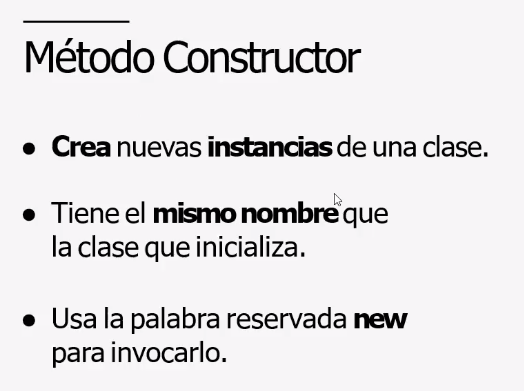 Método Constructor
● Crea nuevas instancias de una clase.
● Tiene el mismo nombre que
la clase que inicializa.
● Usa la palabra reservada new
para invocarlo.